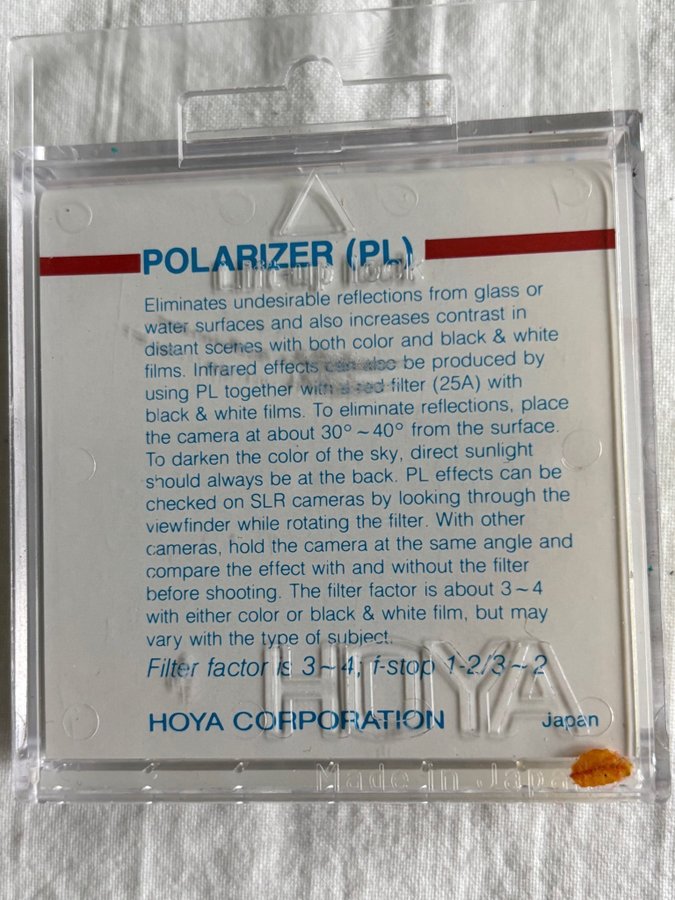 Lift-up lock
POLARIZER (PL)
Eliminates undesirable reflections from glass or
water surfaces and also increases contrast in
distant scenes with both color and black & white
films. Infrared effects can also be produced by
using PL together with a red filter (25A) with
black & white films. To eliminate reflections, place
the camera at about 30°~40° from the surface.
To darken the color of the sky, direct sunlight
should always be at the back. PL effects can be
checked on SLR cameras by looking through the
viewfinder while rotating the filter. With other
cameras, hold the camera at the same angle and
compare the effect with and without the filter
before shooting. The filter factor is about 3~4
with either color or black & white film, but may
vary with the type of subject.
Filter factor is 3~4; f-stop 1-2/3~2
HOYA
HOYA CORPORATION Japan
Made in Japan